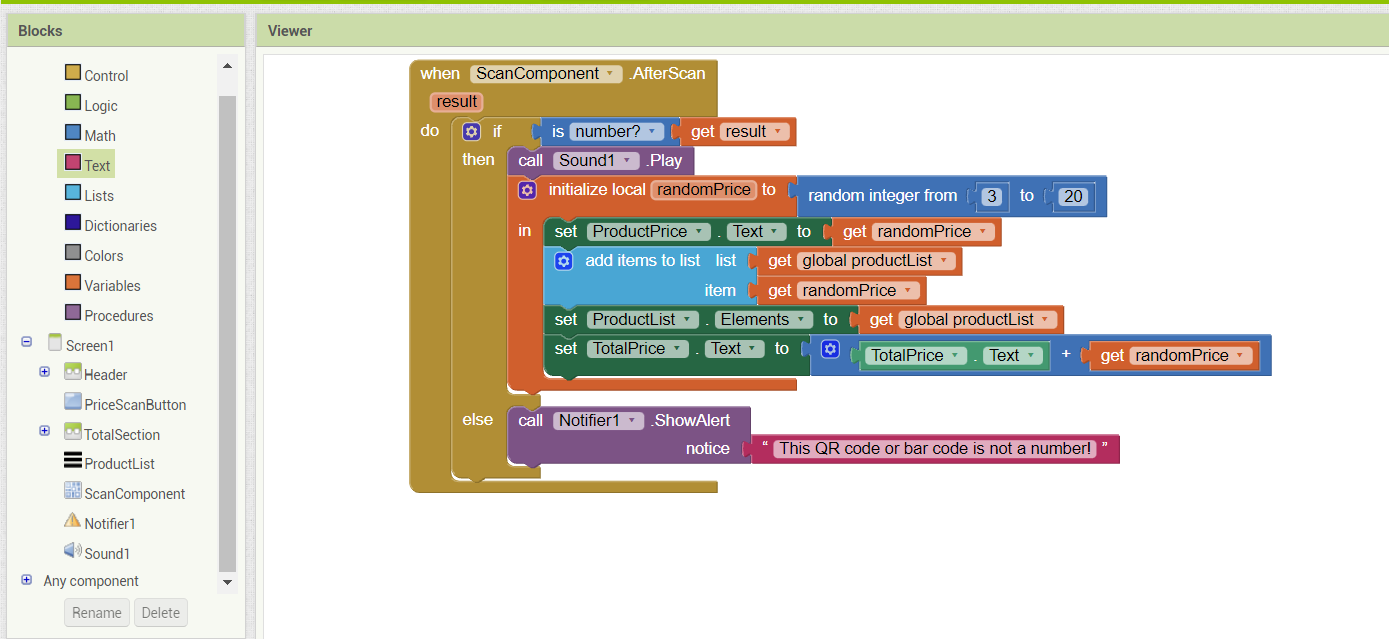 Blocks
Control
Logic
Math
Text
Lists
Dictionaries
Colors
Variables
Procedures
Screen1
Header
PriceScanButton
TotalSection
ProductList
ScanComponent
Notifier1
Sound1
Any component
Rename Delete
Viewer
when ScanComponent .AfterScan
result
do if is number? get result
then call Sound1 .Play
initialize local randomPrice to random integer from 3 to 20
in set ProductPrice . Text to get randomPrice
add items to list list get global productList
item get randomPrice
set ProductList . Elements to get global productList
set TotalPrice . Text to TotalPrice . Text + get randomPrice
else call Notifier1 .ShowAlert
notice “ This QR code or bar code is not a number! ”